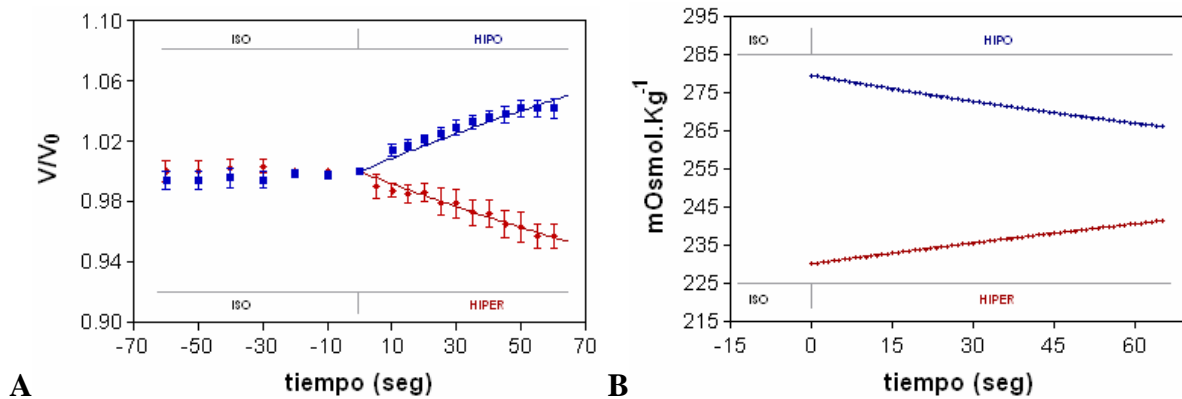 1.10
ISO HIPO
1.06
1.02
V/V0
0.98
0.94
ISO HIPER
0.90
-70 -50 -30 -10 10 30 50 70
tiempo (seg)
A
295
ISO HIPO
285
275
265
mOsmol.Kg-1
255
245
235
225
ISO HIPER
215
-15 0 15 30 45 60
tiempo (seg)
B